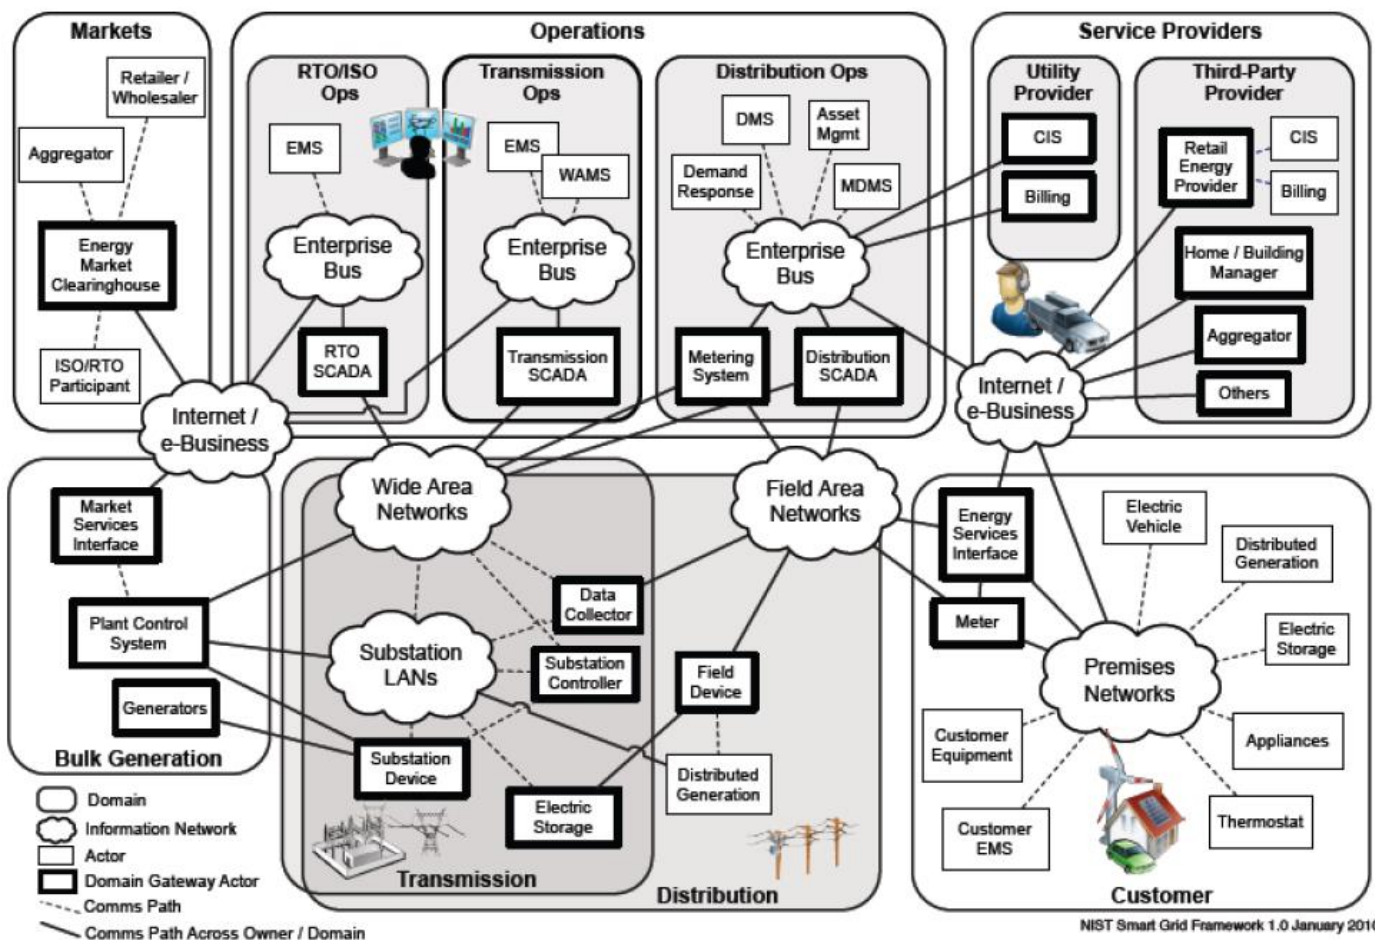 Markets
Retailer /
Wholesaler
Aggregator
Energy
Market
Clearinghouse
ISO/RTO
Participant
Internet /
e-Business
Operations
RTO/ISO
Ops
EMS
Enterprise
Bus
RTO
SCADA
Transmission
Ops
EMS
WAMS
Enterprise
Bus
Transmission
SCADA
Distribution Ops
DMS
Asset
Mgmt
Demand
Response
MDMS
Enterprise
Bus
Metering
System
Distribution
SCADA
Service Providers
Utility
Provider
CIS
Billing
Third-Party
Provider
Retail
Energy
Provider
CIS
Billing
Home / Building
Manager
Aggregator
Others
Internet /
e-Business
Market
Services
Interface
Plant Control
System
Generators
Bulk Generation
Wide Area
Networks
Data
Collector
Substation
LANs
Substation
Controller
Substation
Device
Electric
Storage
Transmission
Field Area
Networks
Field
Device
Distributed
Generation
Distribution
Energy
Services
Interface
Meter
Electric
Vehicle
Distributed
Generation
Electric
Storage
Premises
Networks
Customer
Equipment
Appliances
Customer
EMS
Thermostat
Customer
Domain
Information Network
Actor
Domain Gateway Actor
Comms Path
Comms Path Across Owner / Domain
NIST Smart Grid Framework 1.0 January 2010